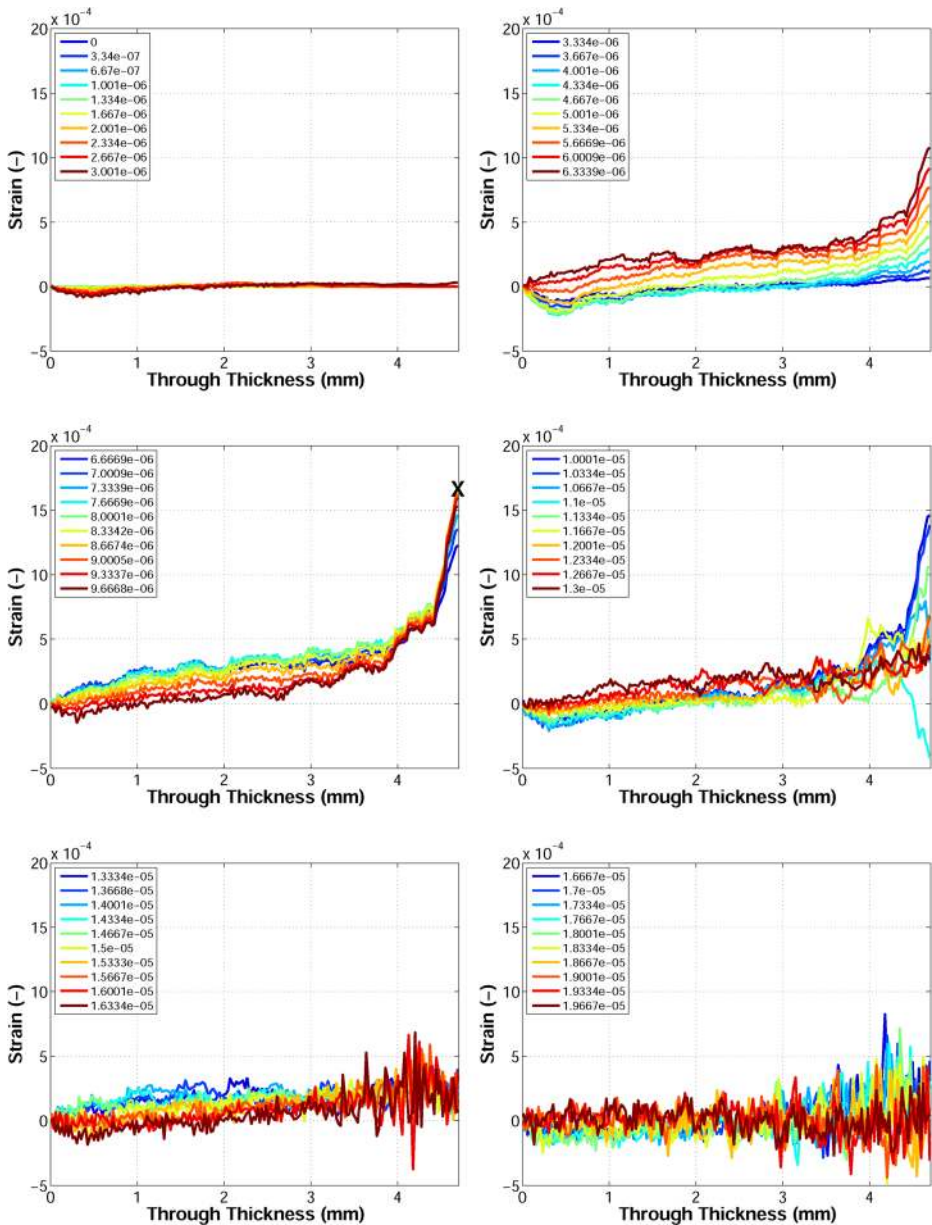 x 10⁻⁴
20
15
10
5
0
−5
Strain (−)
0
3.34e−07
6.67e−07
1.001e−06
1.334e−06
1.667e−06
2.001e−06
2.334e−06
2.667e−06
3.001e−06
0 1 2 3 4
Through Thickness (mm)
x 10⁻⁴
20
15
10
5
0
−5
Strain (−)
3.334e−06
3.667e−06
4.001e−06
4.334e−06
4.667e−06
5.001e−06
5.334e−06
5.6669e−06
6.0009e−06
6.3339e−06
0 1 2 3 4
Through Thickness (mm)
x 10⁻⁴
20
15
10
5
0
−5
Strain (−)
6.6669e−06
7.0009e−06
7.3339e−06
7.6669e−06
8.0001e−06
8.3342e−06
8.6674e−06
9.0005e−06
9.3337e−06
9.6668e−06
X
0 1 2 3 4
Through Thickness (mm)
x 10⁻⁴
20
15
10
5
0
−5
Strain (−)
1.0001e−05
1.0334e−05
1.0667e−05
1.1e−05
1.1334e−05
1.1667e−05
1.2001e−05
1.2334e−05
1.2667e−05
1.3e−05
0 1 2 3 4
Through Thickness (mm)
x 10⁻⁴
20
15
10
5
0
−5
Strain (−)
1.3334e−05
1.3668e−05
1.4001e−05
1.4334e−05
1.4667e−05
1.5e−05
1.5333e−05
1.5667e−05
1.6001e−05
1.6334e−05
0 1 2 3 4
Through Thickness (mm)
x 10⁻⁴
20
15
10
5
0
−5
Strain (−)
1.6667e−05
1.7e−05
1.7334e−05
1.7667e−05
1.8001e−05
1.8334e−05
1.8667e−05
1.9001e−05
1.9334e−05
1.9667e−05
0 1 2 3 4
Through Thickness (mm)